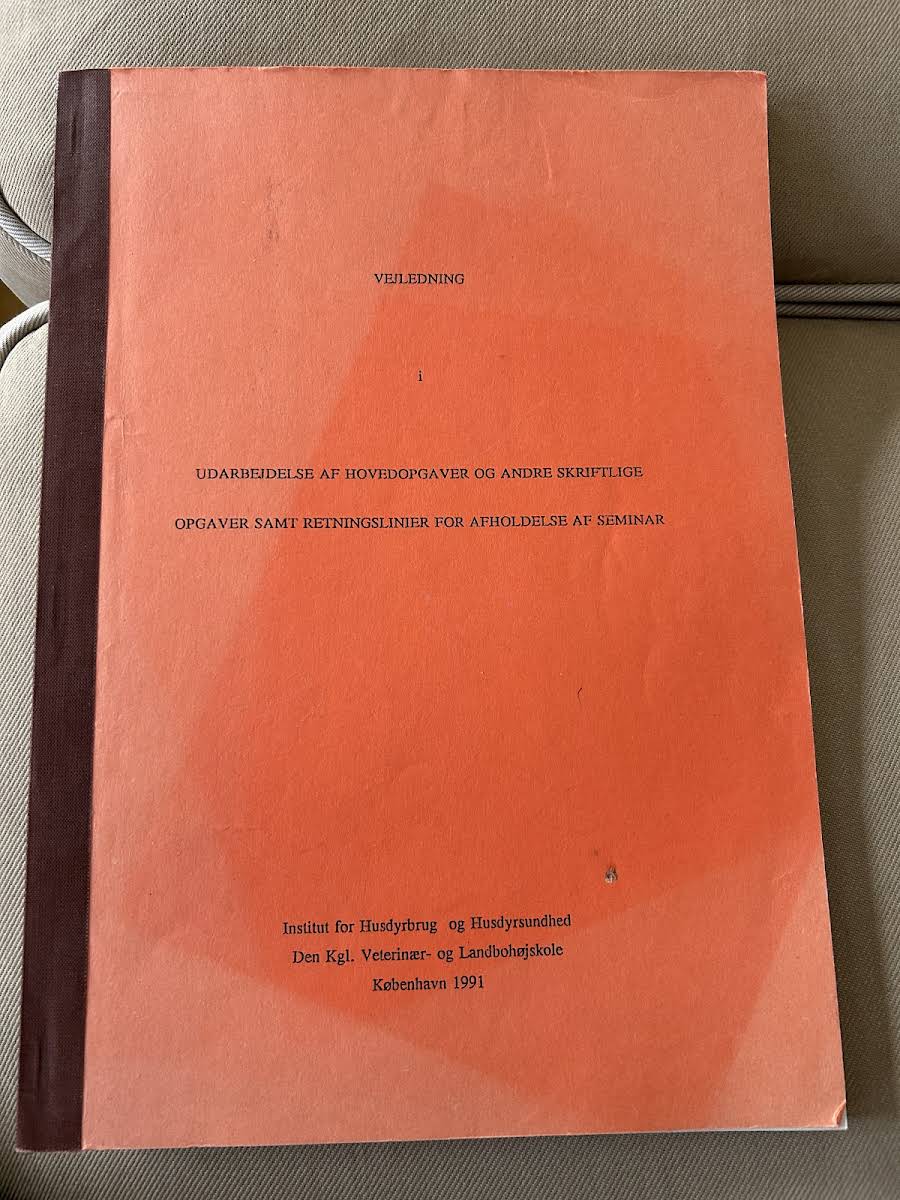 VEJLEDNING
i
UDARBEJDELSE AF HOVEDOPGAVER OG ANDRE SKRIFTLIGE
OPGAVER SAMT RETNINGSLINIER FOR AFHOLDELSE AF SEMINAR
Institut for Husdyrbrug og Husdyrsundhed
Den Kgl. Veterinær- og Landbohøjskole
København 1991